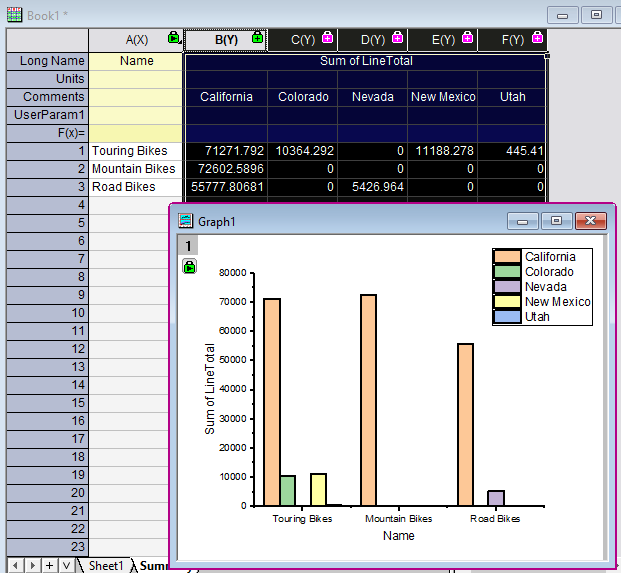 Book1 *
A(X) B(Y) C(Y) D(Y) E(Y) F(Y)
Long Name Name Sum of LineTotal
Units
Comments California Colorado Nevada New Mexico Utah
UserParam1
F(x)=
1 Touring Bikes 71271.792 10364.292 0 11188.278 445.41
2 Mountain Bikes 72602.5896 0 0 0 0
3 Road Bikes 55777.80681 0 5426.964 0 0
4
5
6
7
8
9
10
11
12
13
14
15
16
17
18
19
20
21
22
23
Sheet1
Graph1
1
California
Colorado
Nevada
New Mexico
Utah
80000
70000
60000
50000
40000
30000
20000
10000
0
Sum of LineTotal
Touring Bikes Mountain Bikes Road Bikes
Name